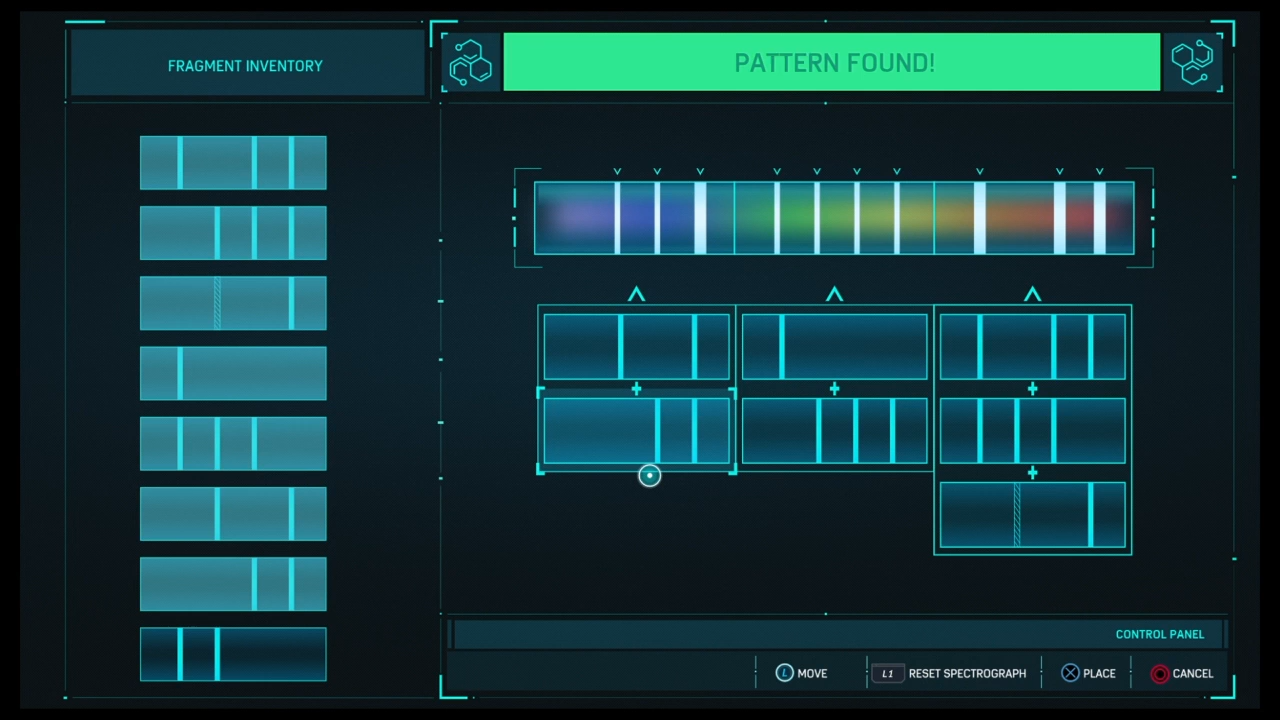 FRAGMENT INVENTORY
PATTERN FOUND!
CONTROL PANEL
L MOVE
L1 RESET SPECTROGRAPH
PLACE
CANCEL